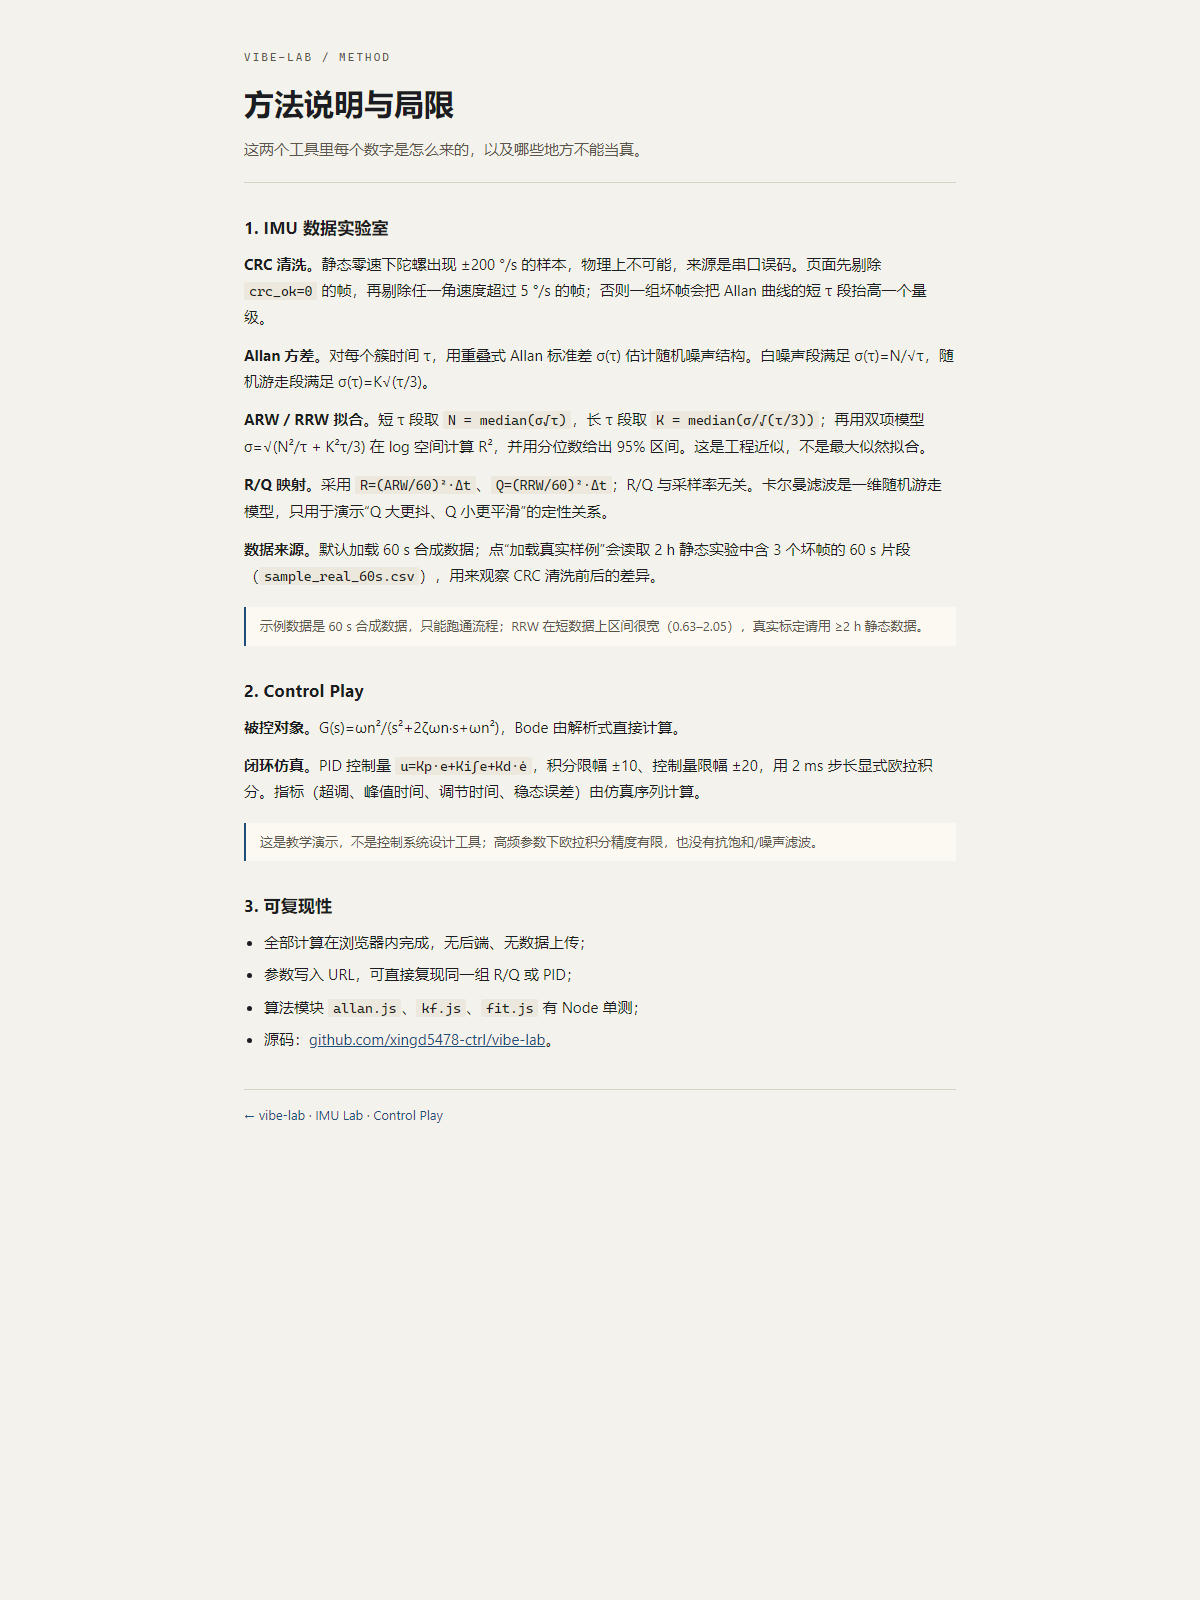 VIBE-LAB / METHOD
方法说明与局限
这两个工具里每个数字是怎么来的，以及哪些地方不能当真。
1. IMU 数据实验室
CRC 清洗。静态零速下陀螺出现 ±200 °/s 的样本，物理上不可能，来源是串口误码。页面先剔除
crc_ok=0 的帧，再剔除任一角速度超过 5 °/s 的帧；否则一组坏帧会把 Allan 曲线的短 τ 段抬高一个量
级。
Allan 方差。对每个簇时间 τ，用重叠式 Allan 标准差 σ(τ) 估计随机噪声结构。白噪声段满足 σ(τ)=N/√τ，随
机游走段满足 σ(τ)=K√(τ/3)。
ARW / RRW 拟合。短 τ 段取 N = median(σ√τ)，长 τ 段取 K = median(σ/√(τ/3))；再用双项模型
σ=√(N²/τ + K²τ/3) 在 log 空间计算 R²，并用分位数给出 95% 区间。这是工程近似，不是最大似然拟合。
R/Q 映射。采用 R=(ARW/60)²·Δt、Q=(RRW/60)²·Δt；R/Q 与采样率无关。卡尔曼滤波是一维随机游走
模型，只用于演示“Q 大更抖、Q 小更平滑”的定性关系。
数据来源。默认加载 60 s 合成数据；点“加载真实样例”会读取 2 h 静态实验中含 3 个坏帧的 60 s 片段
（sample_real_60s.csv），用来观察 CRC 清洗前后的差异。
示例数据是 60 s 合成数据，只能跑通流程；RRW 在短数据上区间很宽（0.63–2.05），真实标定请用 ≥2 h 静态数据。
2. Control Play
被控对象。G(s)=ωn²/(s²+2ζωn·s+ωn²)，Bode 由解析式直接计算。
闭环仿真。PID 控制量 u=Kp·e+Ki∫e+Kd·ė，积分限幅 ±10、控制量限幅 ±20，用 2 ms 步长显式欧拉积
分。指标（超调、峰值时间、调节时间、稳态误差）由仿真序列计算。
这是教学演示，不是控制系统设计工具；高频参数下欧拉积分精度有限，也没有抗饱和/噪声滤波。
3. 可复现性
• 全部计算在浏览器内完成，无后端、无数据上传；
• 参数写入 URL，可直接复现同一组 R/Q 或 PID；
• 算法模块 allan.js、kf.js、fit.js 有 Node 单测；
• 源码：github.com/xingd5478-ctrl/vibe-lab。
← vibe-lab · IMU Lab · Control Play